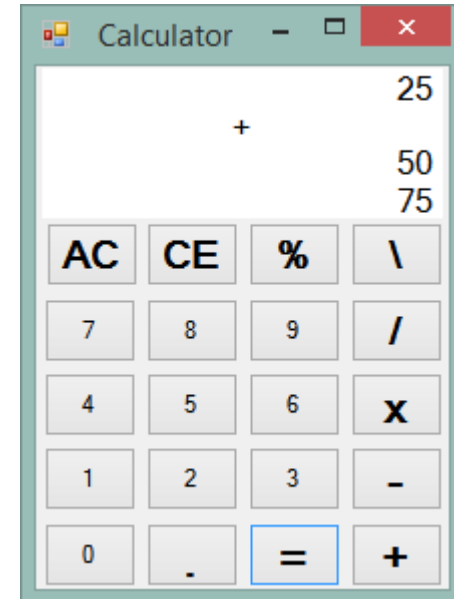 Calculator
25
+
50
75
AC CE % \
7 8 9 /
4 5 6 x
1 2 3 -
0 . = +